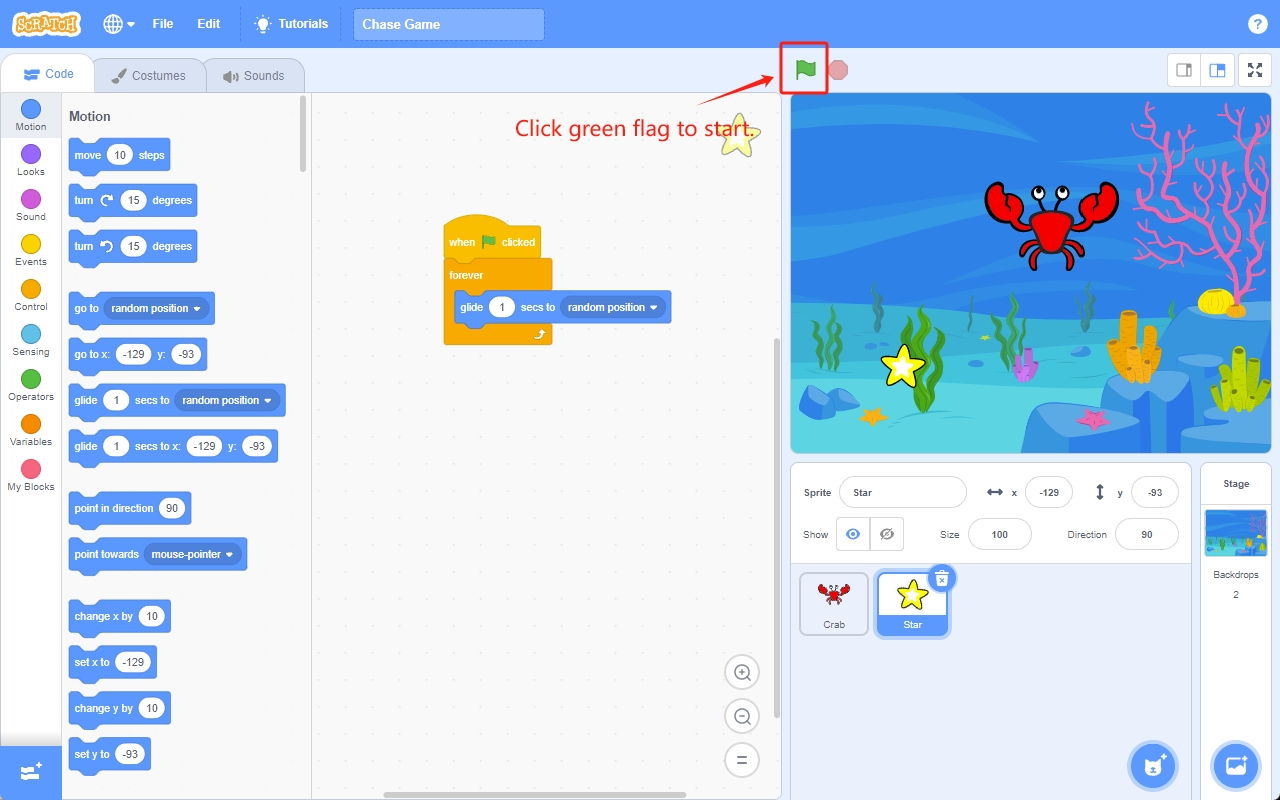 SCRATCH File Edit Tutorials Chase Game ?
Code Costumes Sounds
Click green flag to start.
Motion
Looks
Sound
Events
Control
Sensing
Operators
Variables
My Blocks
Motion
move 10 steps
turn 15 degrees
turn 15 degrees
go to random position
go to x: -129 y: -93
glide 1 secs to random position
glide 1 secs to x: -129 y: -93
point in direction 90
point towards mouse-pointer
change x by 10
set x to -129
change y by 10
set y to -93
when clicked
forever
glide 1 secs to random position
Sprite Star x -129 y -93
Show Size 100 Direction 90
Crab
Star
Stage
Backdrops
2